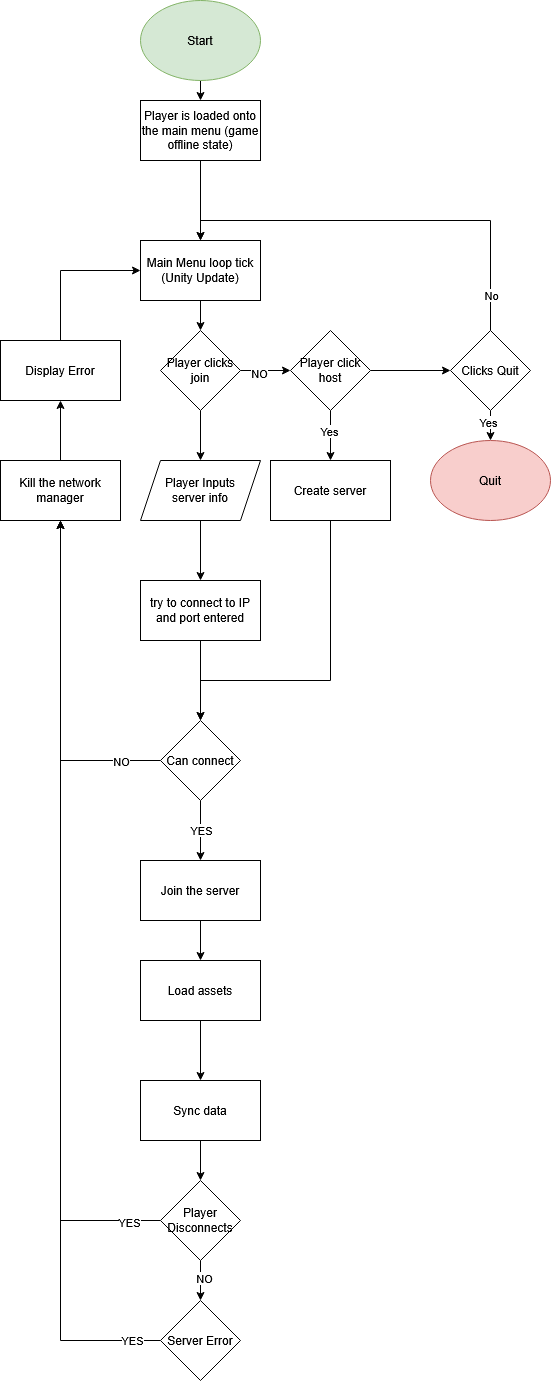 Start
Player is loaded onto
the main menu (game
offline state)
Main Menu loop tick
(Unity Update)
No
Display Error
Player clicks
join
NO
Player click
host
Clicks Quit
Yes
Yes
Kill the network
manager
Player Inputs
server info
Create server
Quit
try to connect to IP
and port entered
Can connect
NO
YES
Join the server
Load assets
Sync data
Player
Disconnects
YES
NO
Server Error
YES